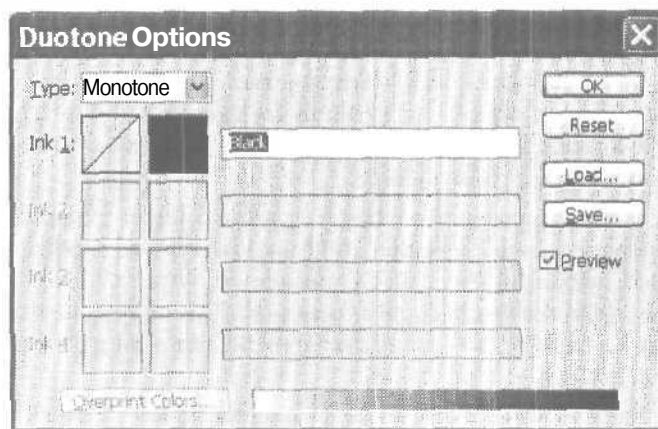 Duotone Options
Type: Monotone
OK
Ink 1:
Black
Reset
Load...
Ink 2:
Save...
Preview
Ink 3:
Ink 4:
Overprint Colors...